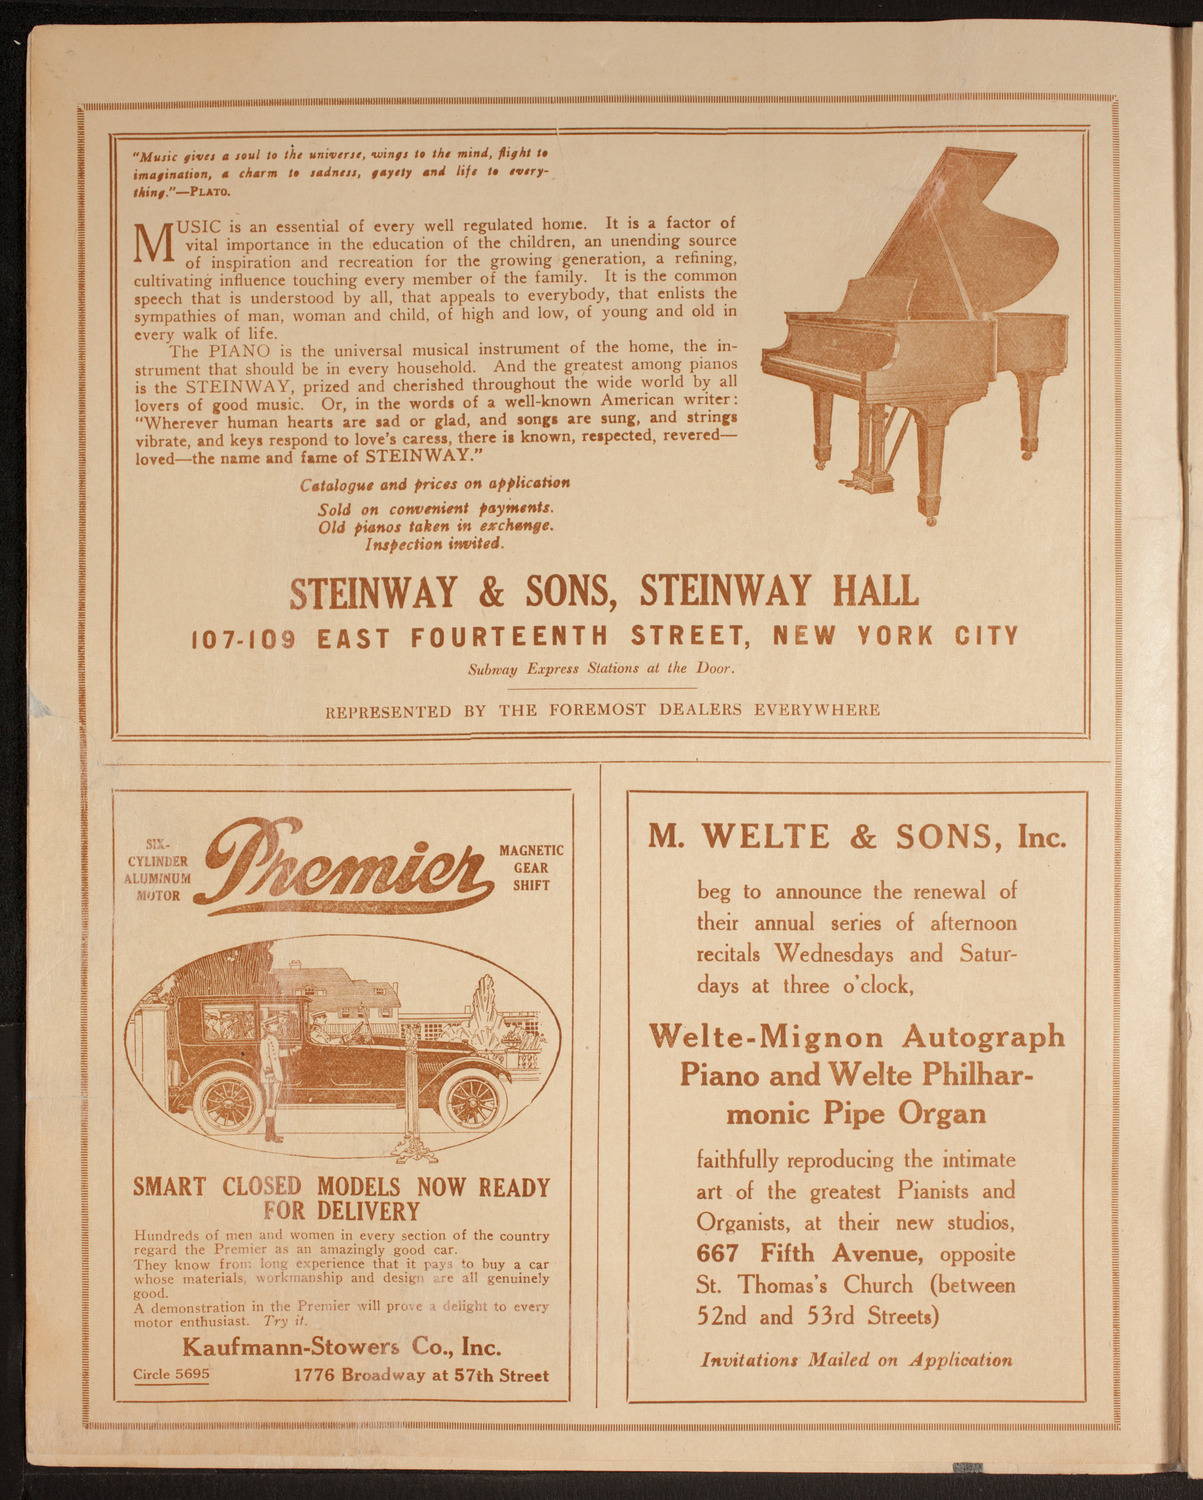 "Music gives a soul to the universe, wings to the mind, flight to
imagination, a charm to sadness, gayety and life to every-
thing."—PLATO.
MUSIC is an essential of every well regulated home. It is a factor of
vital importance in the education of the children, an unending source
of inspiration and recreation for the growing generation, a refining,
cultivating influence touching every member of the family. It is the common
speech that is understood by all, that appeals to everybody, that enlists the
sympathies of man, woman and child, of high and low, of young and old in
every walk of life.
The PIANO is the universal musical instrument of the home, the in-
strument that should be in every household. And the greatest among pianos
is the STEINWAY, prized and cherished throughout the wide world by all
lovers of good music. Or, in the words of a well-known American writer:
"Wherever human hearts are sad or glad, and songs are sung, and strings
vibrate, and keys respond to love's caress, there is known, respected, revered—
loved—the name and fame of STEINWAY."
Catalogue and prices on application
Sold on convenient payments.
Old pianos taken in exchange.
Inspection invited.
STEINWAY & SONS, STEINWAY HALL
107-109 EAST FOURTEENTH STREET, NEW YORK CITY
Subway Express Stations at the Door.
REPRESENTED BY THE FOREMOST DEALERS EVERYWHERE
SIX-
CYLINDER
ALUMINUM
MOTOR
Premier
MAGNETIC
GEAR
SHIFT
SMART CLOSED MODELS NOW READY
FOR DELIVERY
Hundreds of men and women in every section of the country
regard the Premier as an amazingly good car.
They know from long experience that it pays to buy a car
whose materials, workmanship and design are all genuinely
good.
A demonstration in the Premier will prove a delight to every
motor enthusiast. Try it.
Kaufmann-Stowers Co., Inc.
Circle 5695 1776 Broadway at 57th Street
M. WELTE & SONS, Inc.
beg to announce the renewal of
their annual series of afternoon
recitals Wednesdays and Satur-
days at three o'clock,
Welte-Mignon Autograph
Piano and Welte Philhar-
monic Pipe Organ
faithfully reproducing the intimate
art of the greatest Pianists and
Organists, at their new studios,
667 Fifth Avenue, opposite
St. Thomas's Church (between
52nd and 53rd Streets)
Invitations Mailed on Application